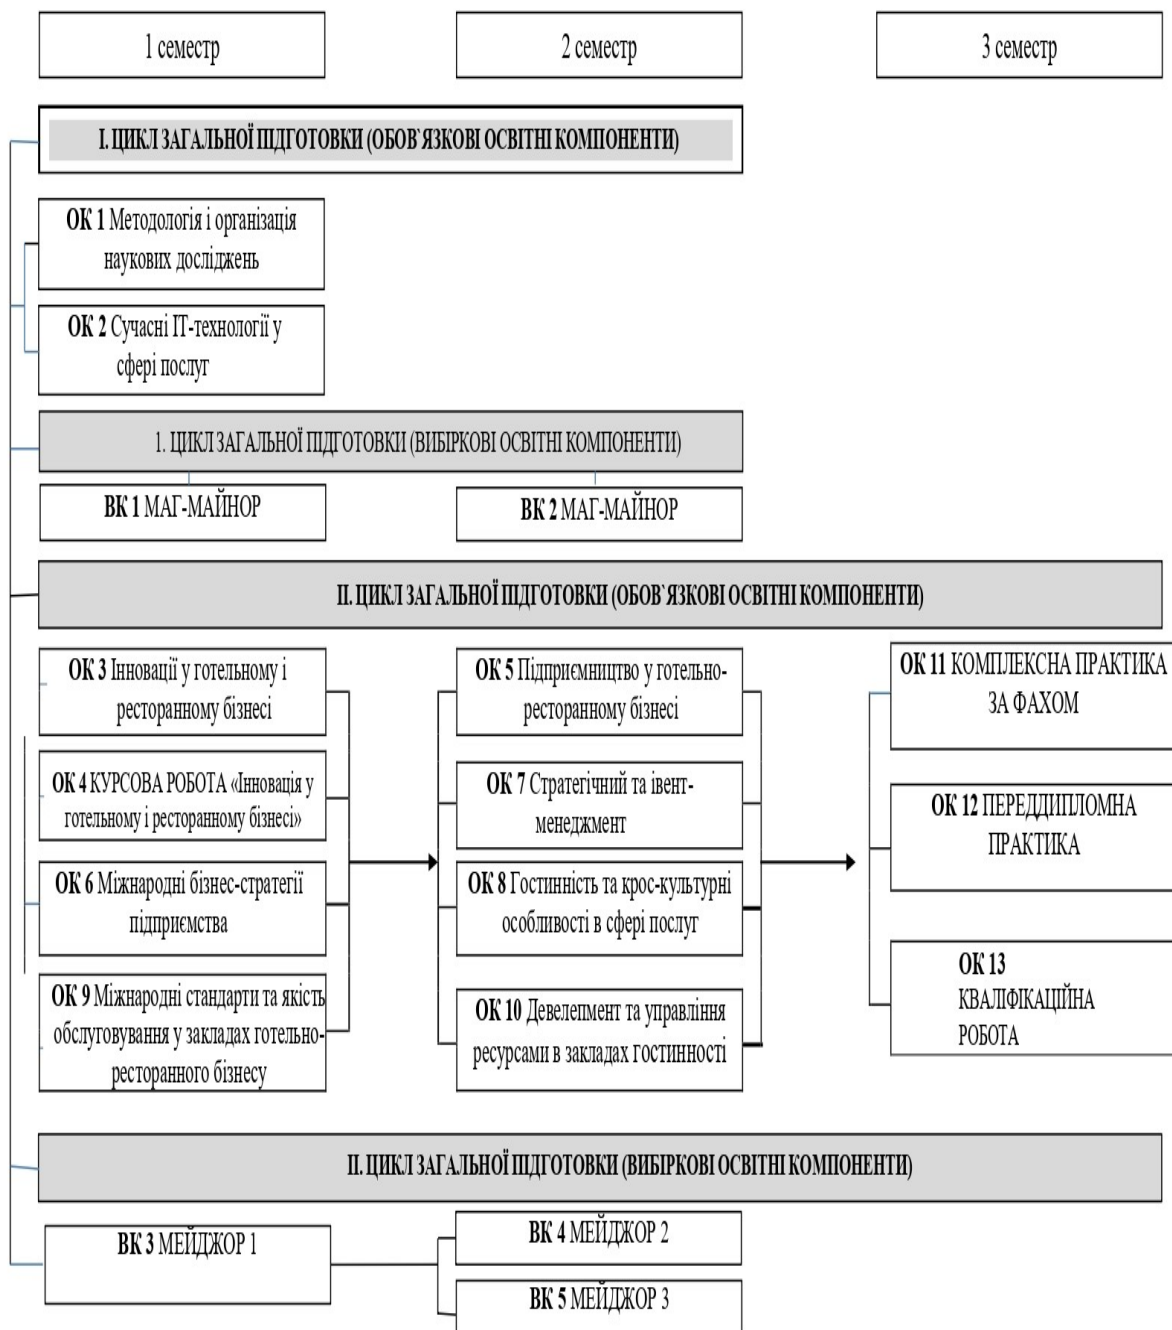 1 семестр
2 семестр
3 семестр
І. ЦИКЛ ЗАГАЛЬНОЇ ПІДГОТОВКИ (ОБОВ`ЯЗКОВІ ОСВІТНІ КОМПОНЕНТИ)
ОК 1 Методологія і організація
наукових досліджень
ОК 2 Сучасні ІТ-технології у
сфері послуг
1. ЦИКЛ ЗАГАЛЬНОЇ ПІДГОТОВКИ (ВИБІРКОВІ ОСВІТНІ КОМПОНЕНТИ)
ВК 1 МАГ-МАЙНОР
ВК 2 МАГ-МАЙНОР
ІІ. ЦИКЛ ЗАГАЛЬНОЇ ПІДГОТОВКИ (ОБОВ`ЯЗКОВІ ОСВІТНІ КОМПОНЕНТИ)
ОК 3 Інновації у готельному і
ресторанному бізнесі
ОК 4 КУРСОВА РОБОТА «Інновація у
готельному і ресторанному бізнесі»
ОК 6 Міжнародні бізнес-стратегії
підприємства
ОК 9 Міжнародні стандарти та якість
обслуговування у закладах готельно-
ресторанного бізнесу
ОК 5 Підприємництво у готельно-
ресторанному бізнесі
ОК 7 Стратегічний та івент-
менеджмент
ОК 8 Гостинність та крос-культурні
особливості в сфері послуг
ОК 10 Девелепмент та управління
ресурсами в закладах гостинності
ОК 11 КОМПЛЕКСНА ПРАКТИКА
ЗА ФАХОМ
ОК 12 ПЕРЕДДИПЛОМНА
ПРАКТИКА
ОК 13
КВАЛІФІКАЦІЙНА
РОБОТА
ІІ. ЦИКЛ ЗАГАЛЬНОЇ ПІДГОТОВКИ (ВИБІРКОВІ ОСВІТНІ КОМПОНЕНТИ)
ВК 3 МЕЙДЖОР 1
ВК 4 МЕЙДЖОР 2
ВК 5 МЕЙДЖОР 3